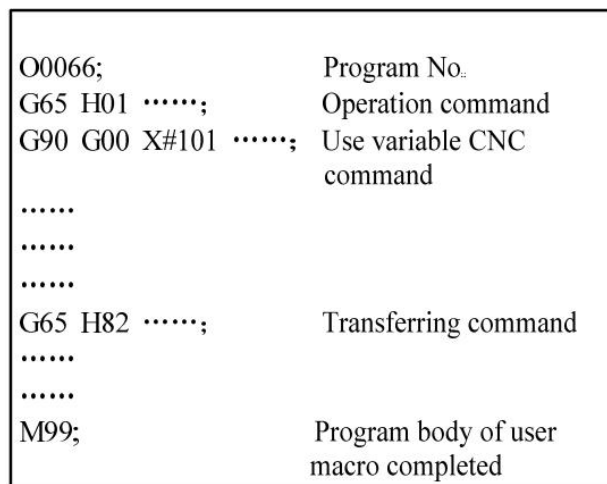 O0066; Program No.:
G65 H01 ……; Operation command
G90 G00 X#101 ……; Use variable CNC
command
……
……
……
G65 H82 ……; Transferring command
……
……
M99; Program body of user
macro completed